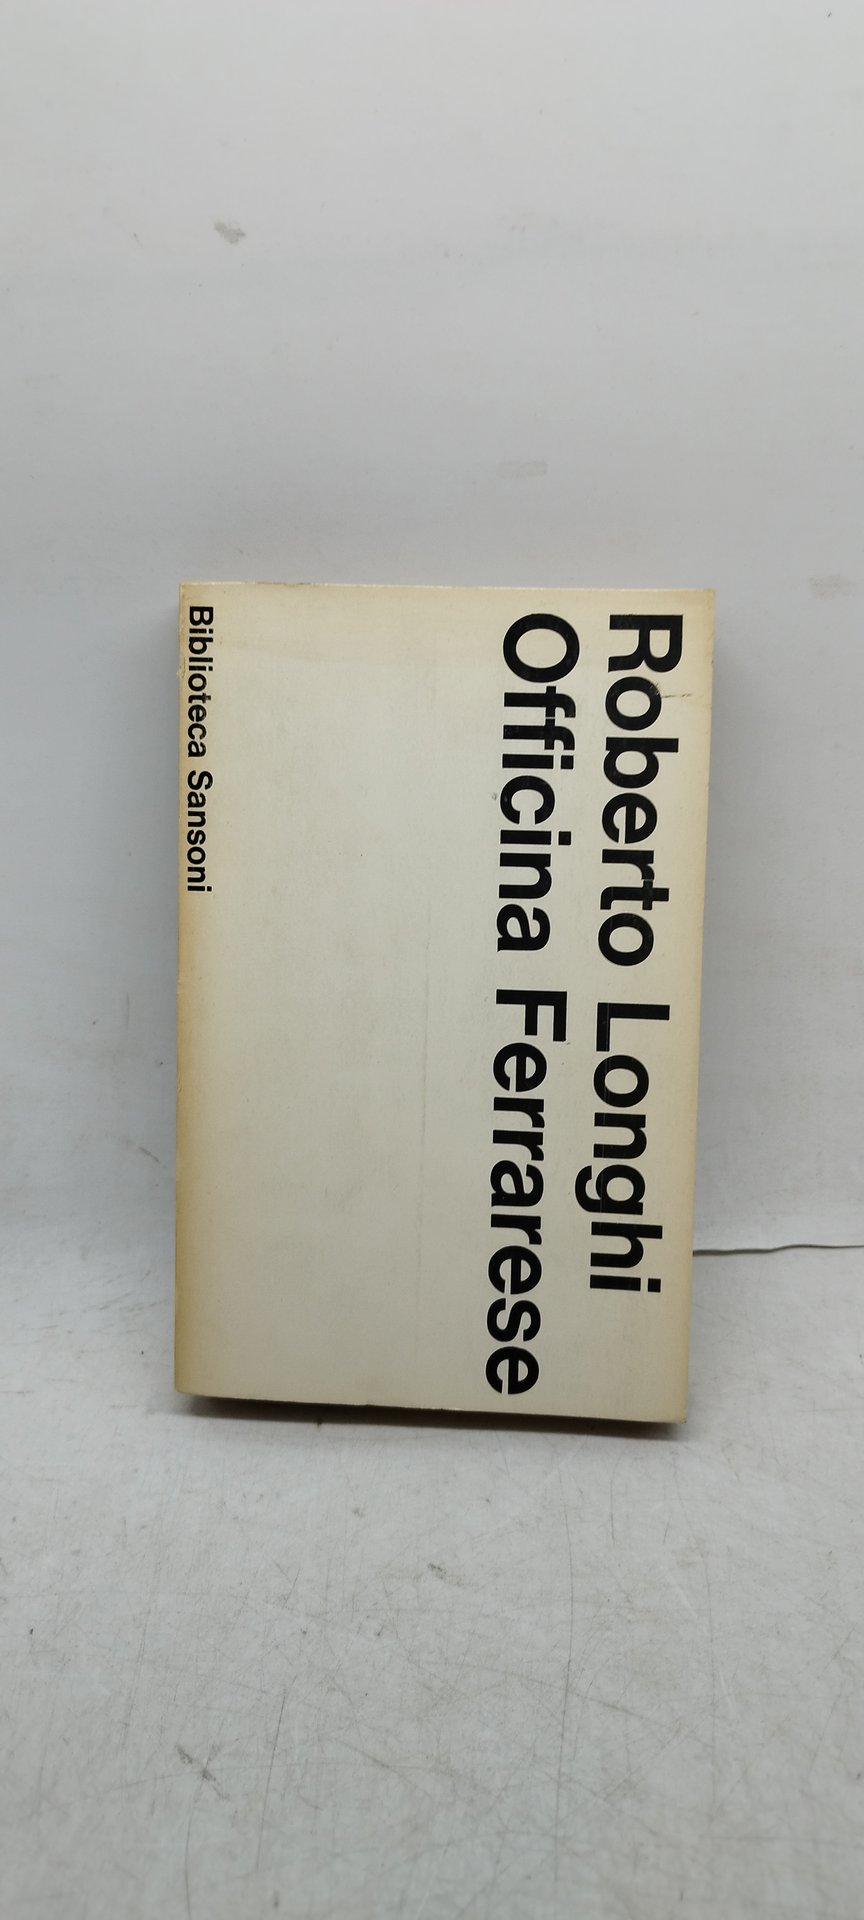 Roberto Longhi
Officina Ferrarese
Biblioteca Sansoni